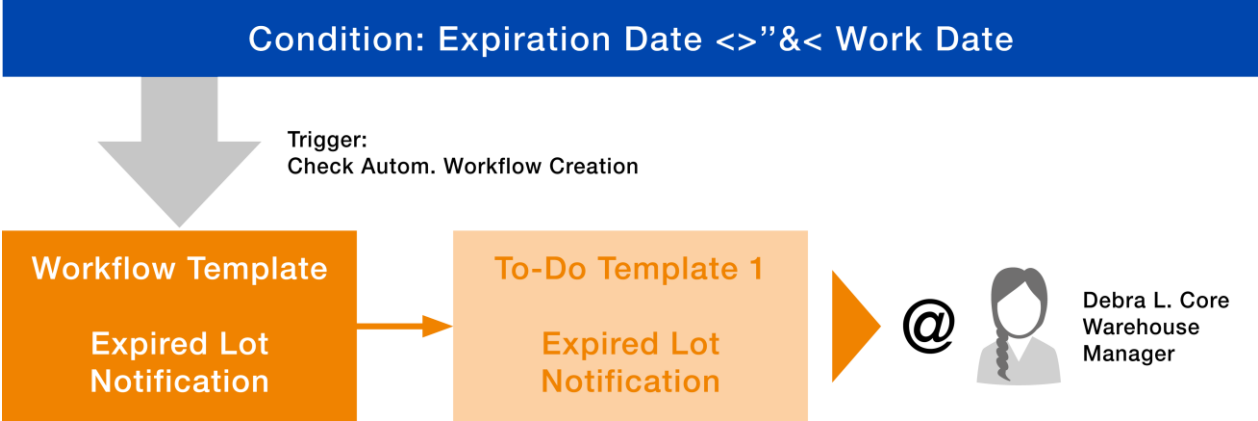 Condition: Expiration Date <>”&< Work Date
Trigger:
Check Autom. Workflow Creation
Workflow Template
Expired Lot
Notification
To-Do Template 1
Expired Lot
Notification
@
Debra L. Core
Warehouse
Manager